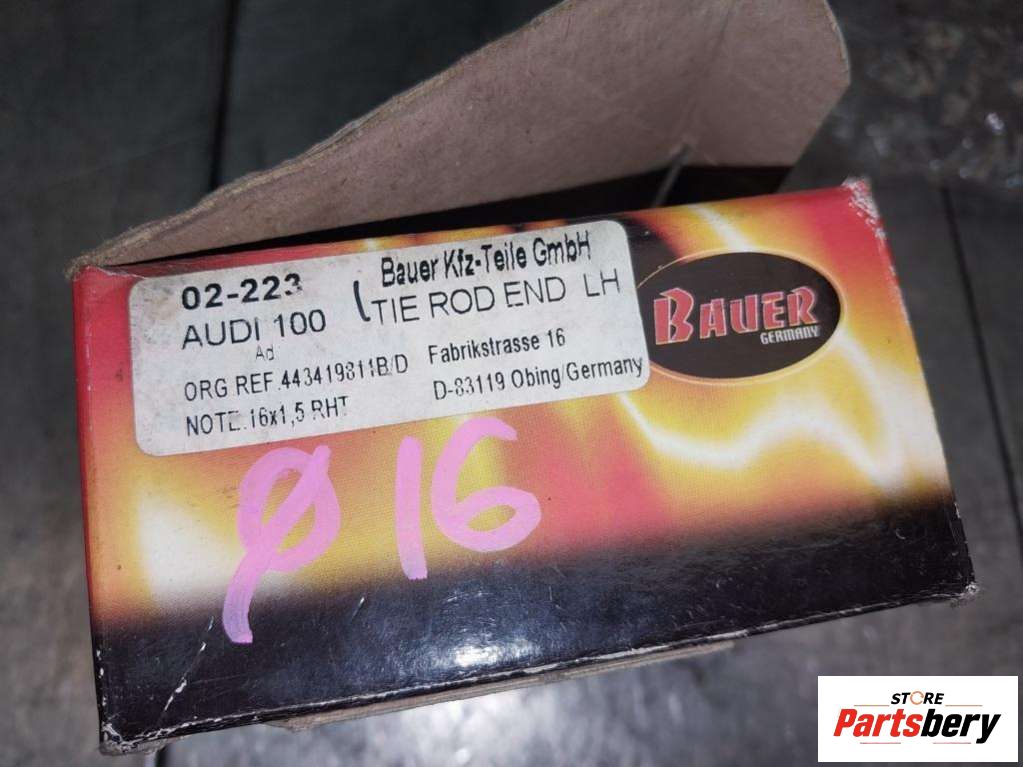 02-223
AUDI 100
Ad
ORG REF.443419811B/D
NOTE.16x1,5 RHT
Bauer Kfz-Teile GmbH
TIE ROD END LH
Fabrikstrasse 16
D-83119 Obing/Germany
BAUER
GERMANY
Ø 16
STORE
Partsbery